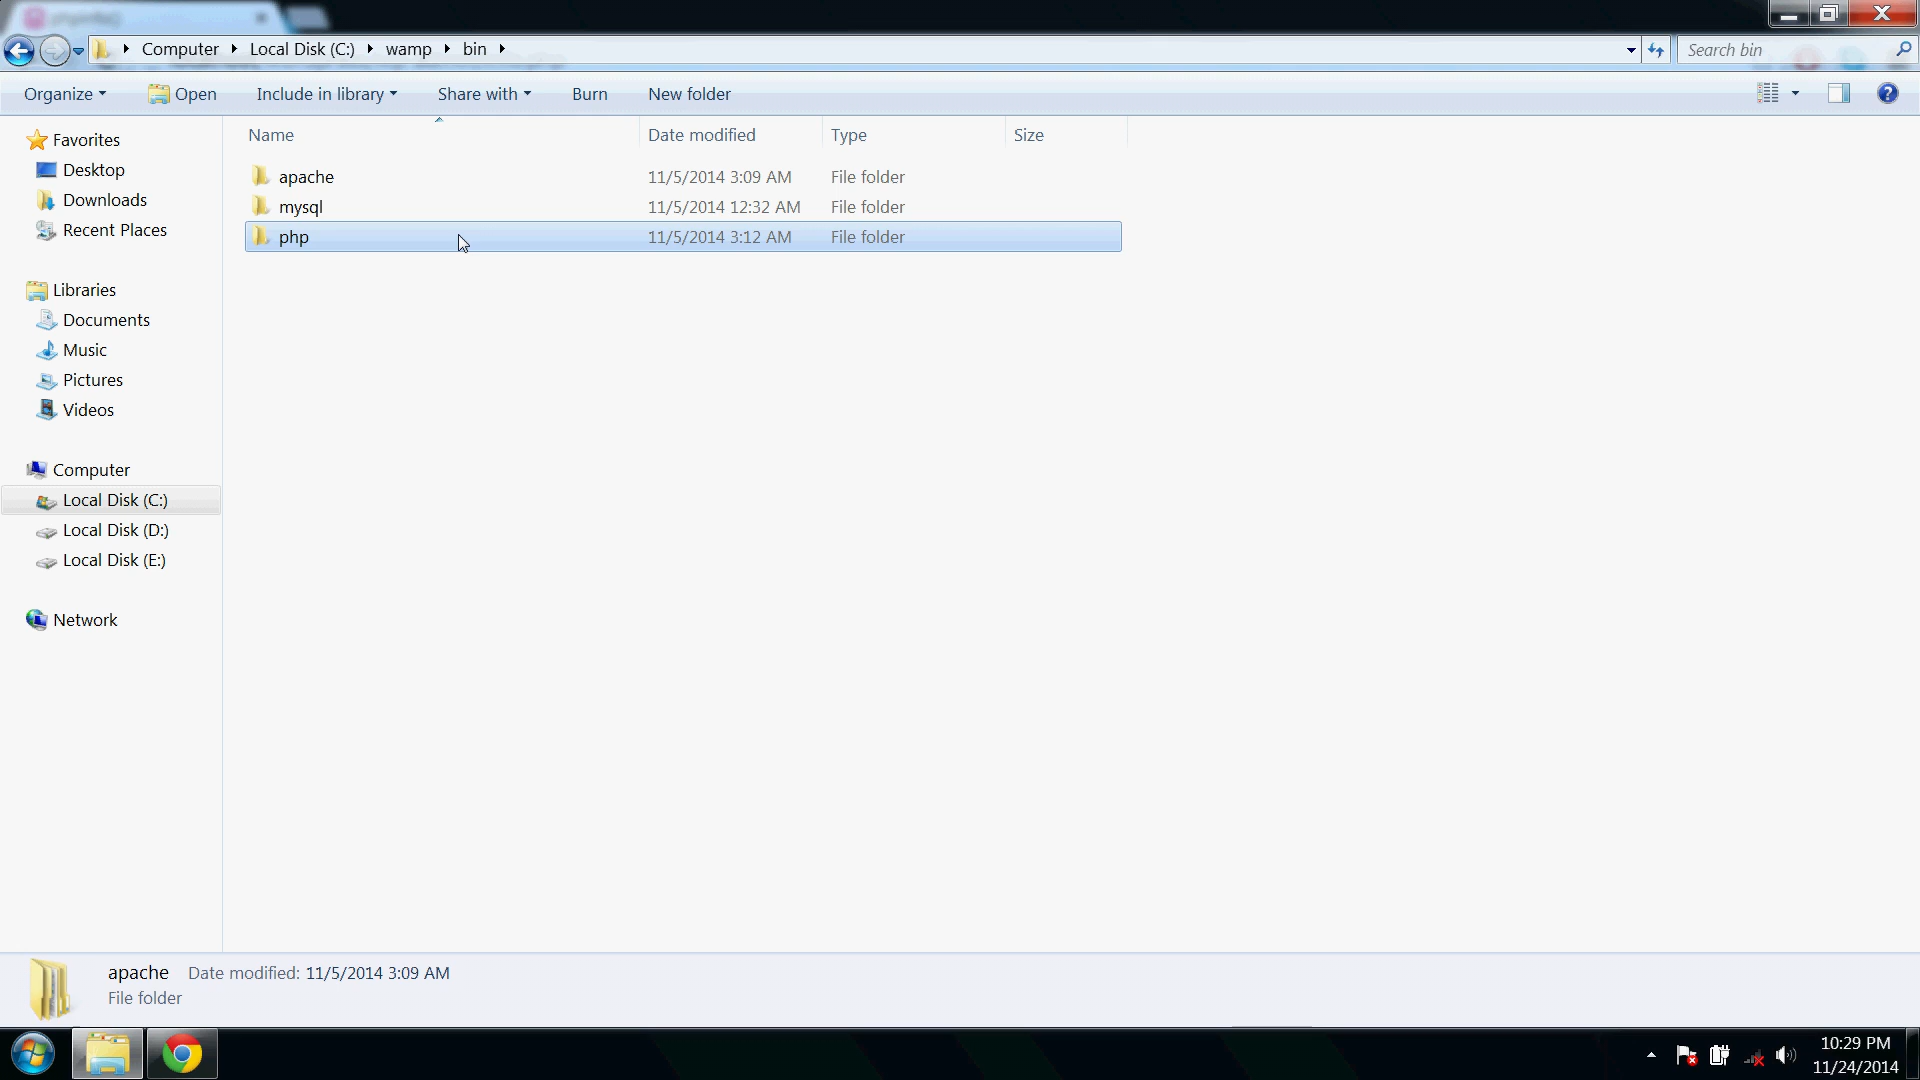 Computer Local Disk (C:) wamp bin
Search bin
Organize Open Include in library Share with Burn New folder
Name Date modified Type Size
apache 11/5/2014 3:09 AM File folder
mysql 11/5/2014 12:32 AM File folder
php 11/5/2014 3:12 AM File folder
Favorites
Desktop
Downloads
Recent Places
Libraries
Documents
Music
Pictures
Videos
Computer
Local Disk (C:)
Local Disk (D:)
Local Disk (E:)
Network
apache Date modified: 11/5/2014 3:09 AM
File folder
10:29 PM
11/24/2014